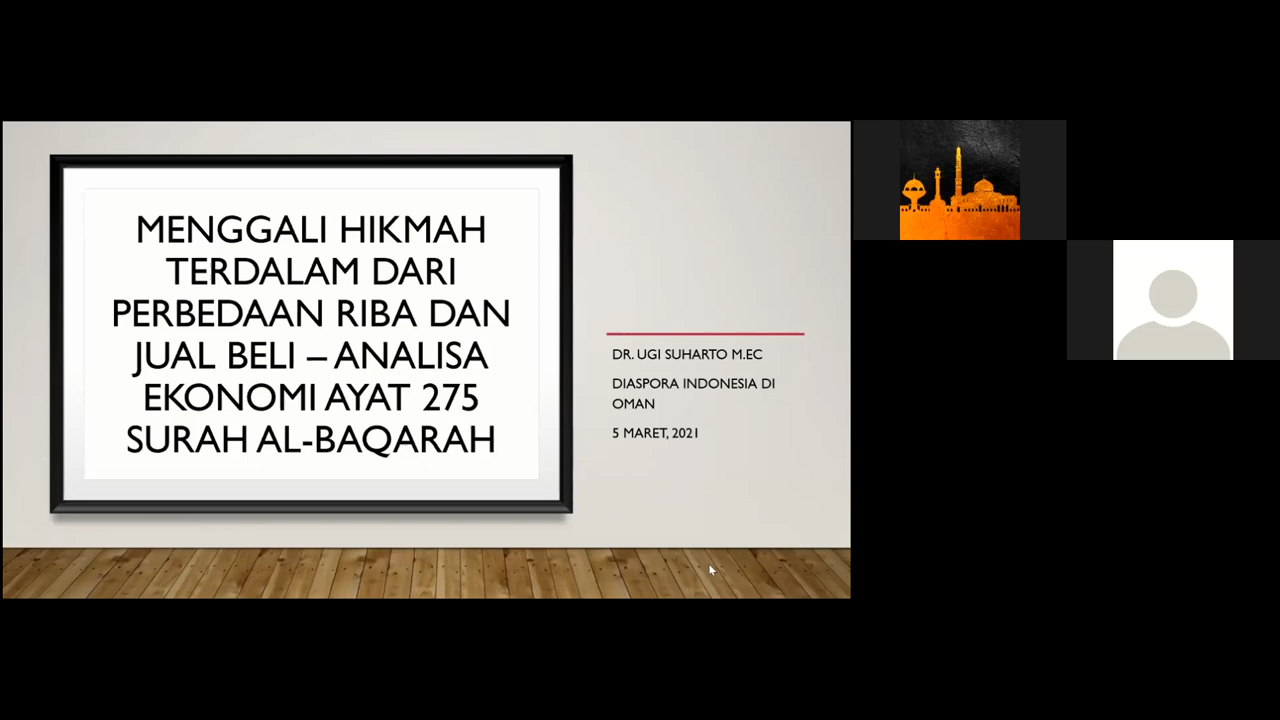 MENGGALI HIKMAH
TERDALAM DARI
PERBEDAAN RIBA DAN
JUAL BELI – ANALISA
EKONOMI AYAT 275
SURAH AL-BAQARAH
DR. UGI SUHARTO M.EC
DIASPORA INDONESIA DI
OMAN
5 MARET, 2021